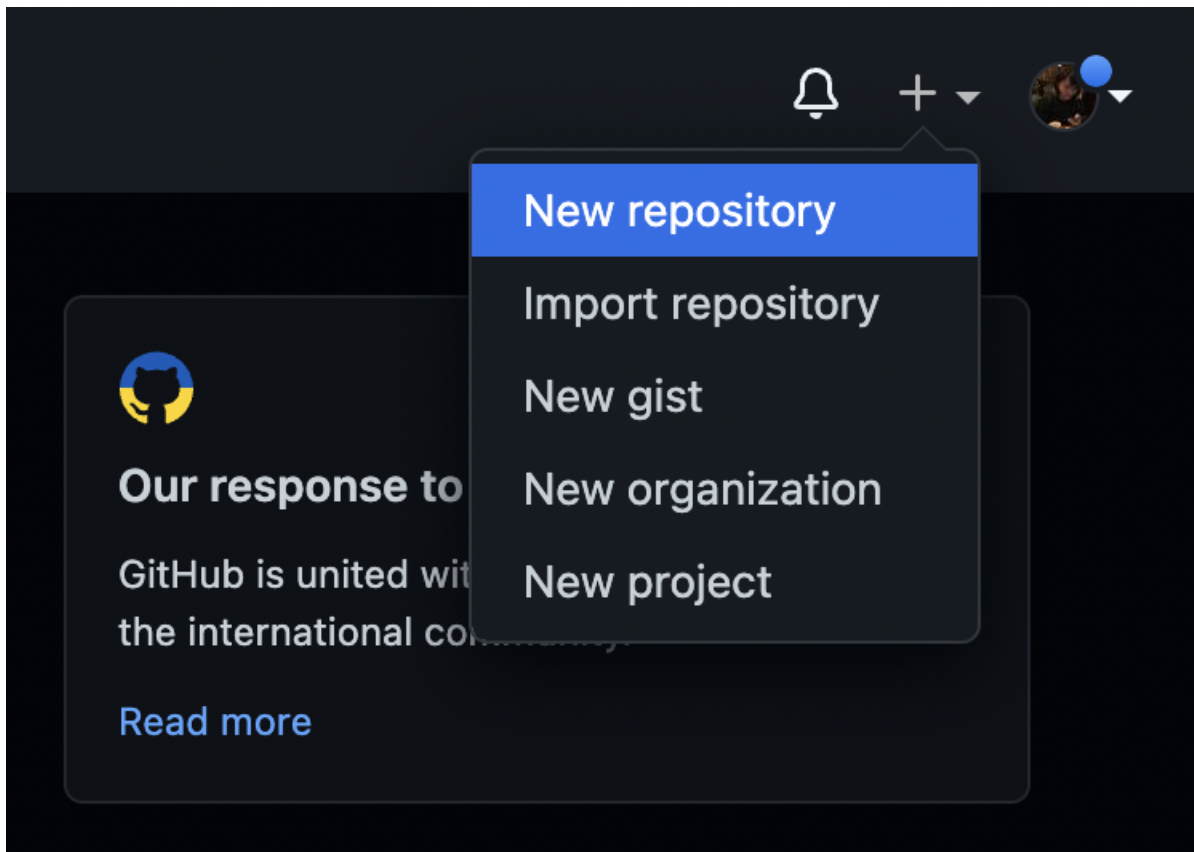 New repository
Import repository
New gist
New organization
New project
Our response to
GitHub is united wit
the international community.
Read more